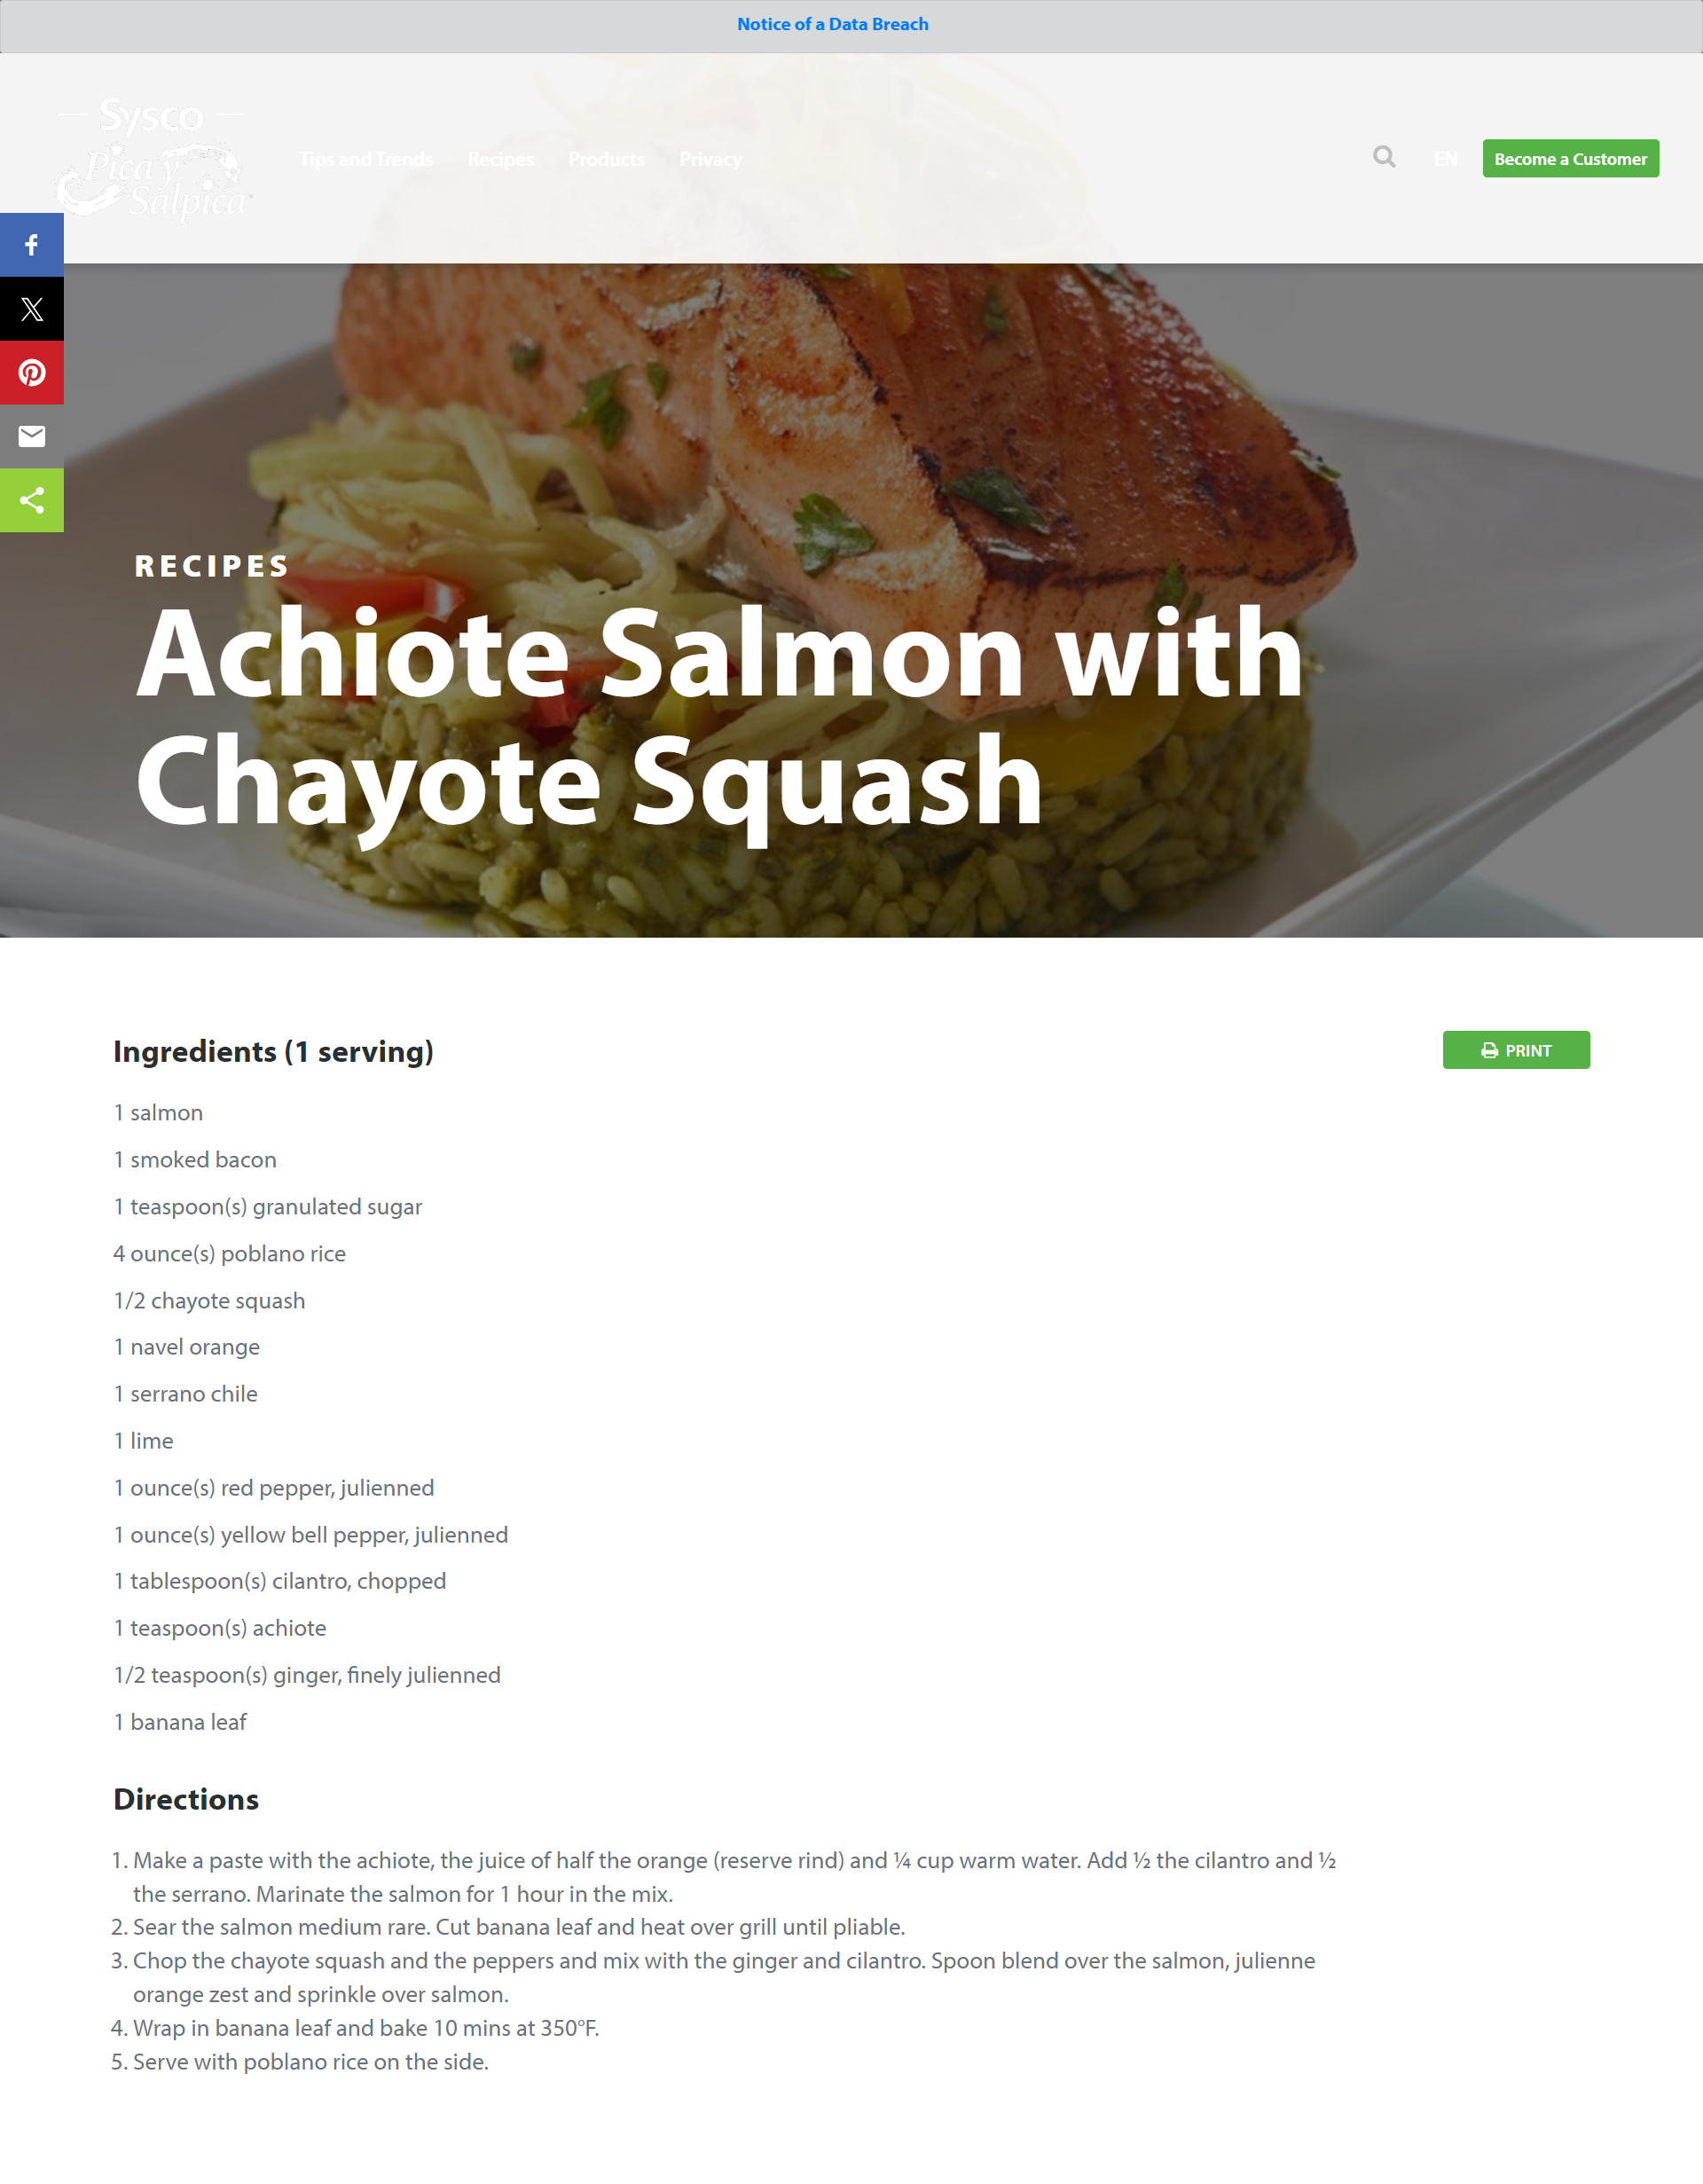 Notice of a Data Breach
Sysco
Pica y
Salpica
Tips and Trends Recipes Products Privacy
EN Become a Customer
RECIPES
Achiote Salmon with
Chayote Squash
Ingredients (1 serving)
PRINT
1 salmon
1 smoked bacon
1 teaspoon(s) granulated sugar
4 ounce(s) poblano rice
1/2 chayote squash
1 navel orange
1 serrano chile
1 lime
1 ounce(s) red pepper, julienned
1 ounce(s) yellow bell pepper, julienned
1 tablespoon(s) cilantro, chopped
1 teaspoon(s) achiote
1/2 teaspoon(s) ginger, finely julienned
1 banana leaf
Directions
1. Make a paste with the achiote, the juice of half the orange (reserve rind) and ¼ cup warm water. Add ½ the cilantro and ½
the serrano. Marinate the salmon for 1 hour in the mix.
2. Sear the salmon medium rare. Cut banana leaf and heat over grill until pliable.
3. Chop the chayote squash and the peppers and mix with the ginger and cilantro. Spoon blend over the salmon, julienne
orange zest and sprinkle over salmon.
4. Wrap in banana leaf and bake 10 mins at 350°F.
5. Serve with poblano rice on the side.